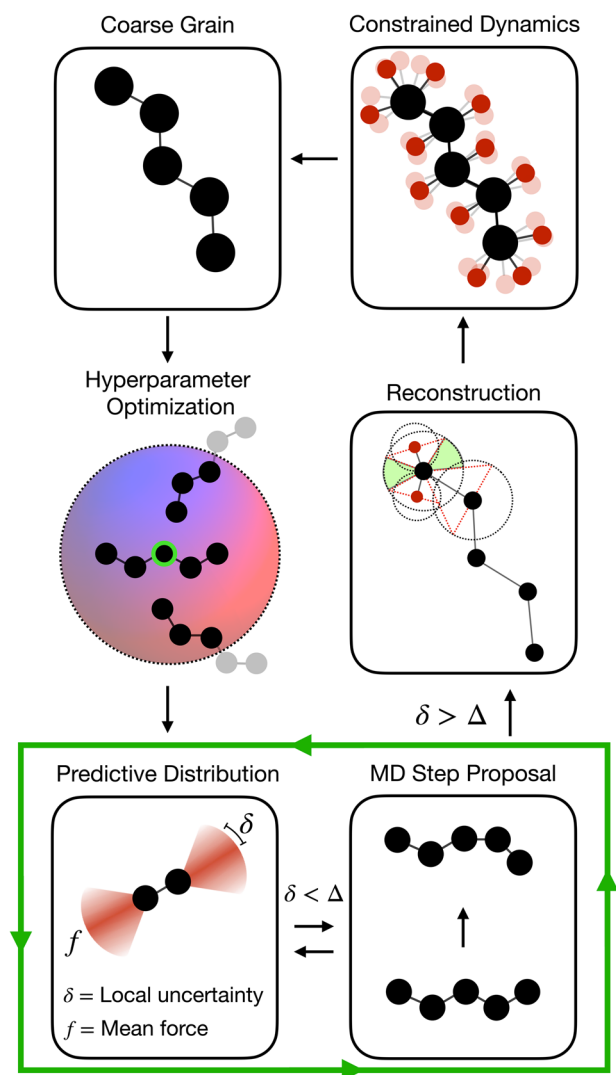 Coarse Grain
Constrained Dynamics
Hyperparameter
Optimization
Reconstruction
δ > Δ
Predictive Distribution
MD Step Proposal
δ
f
δ < Δ
δ = Local uncertainty
f = Mean force